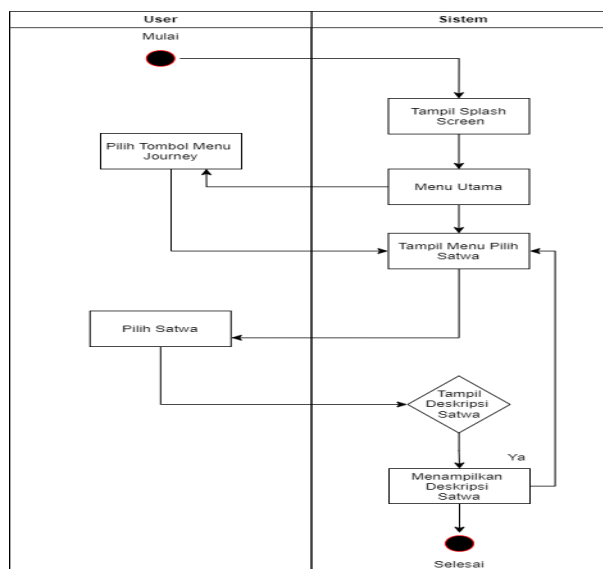 User
Sistem
Mulai
Tampil Splash
Screen
Pilih Tombol Menu
Journey
Menu Utama
Tampil Menu Pilih
Satwa
Pilih Satwa
Tampil
Deskripsi
Satwa
Ya
Menampilkan
Deskripsi
Satwa
Selesai